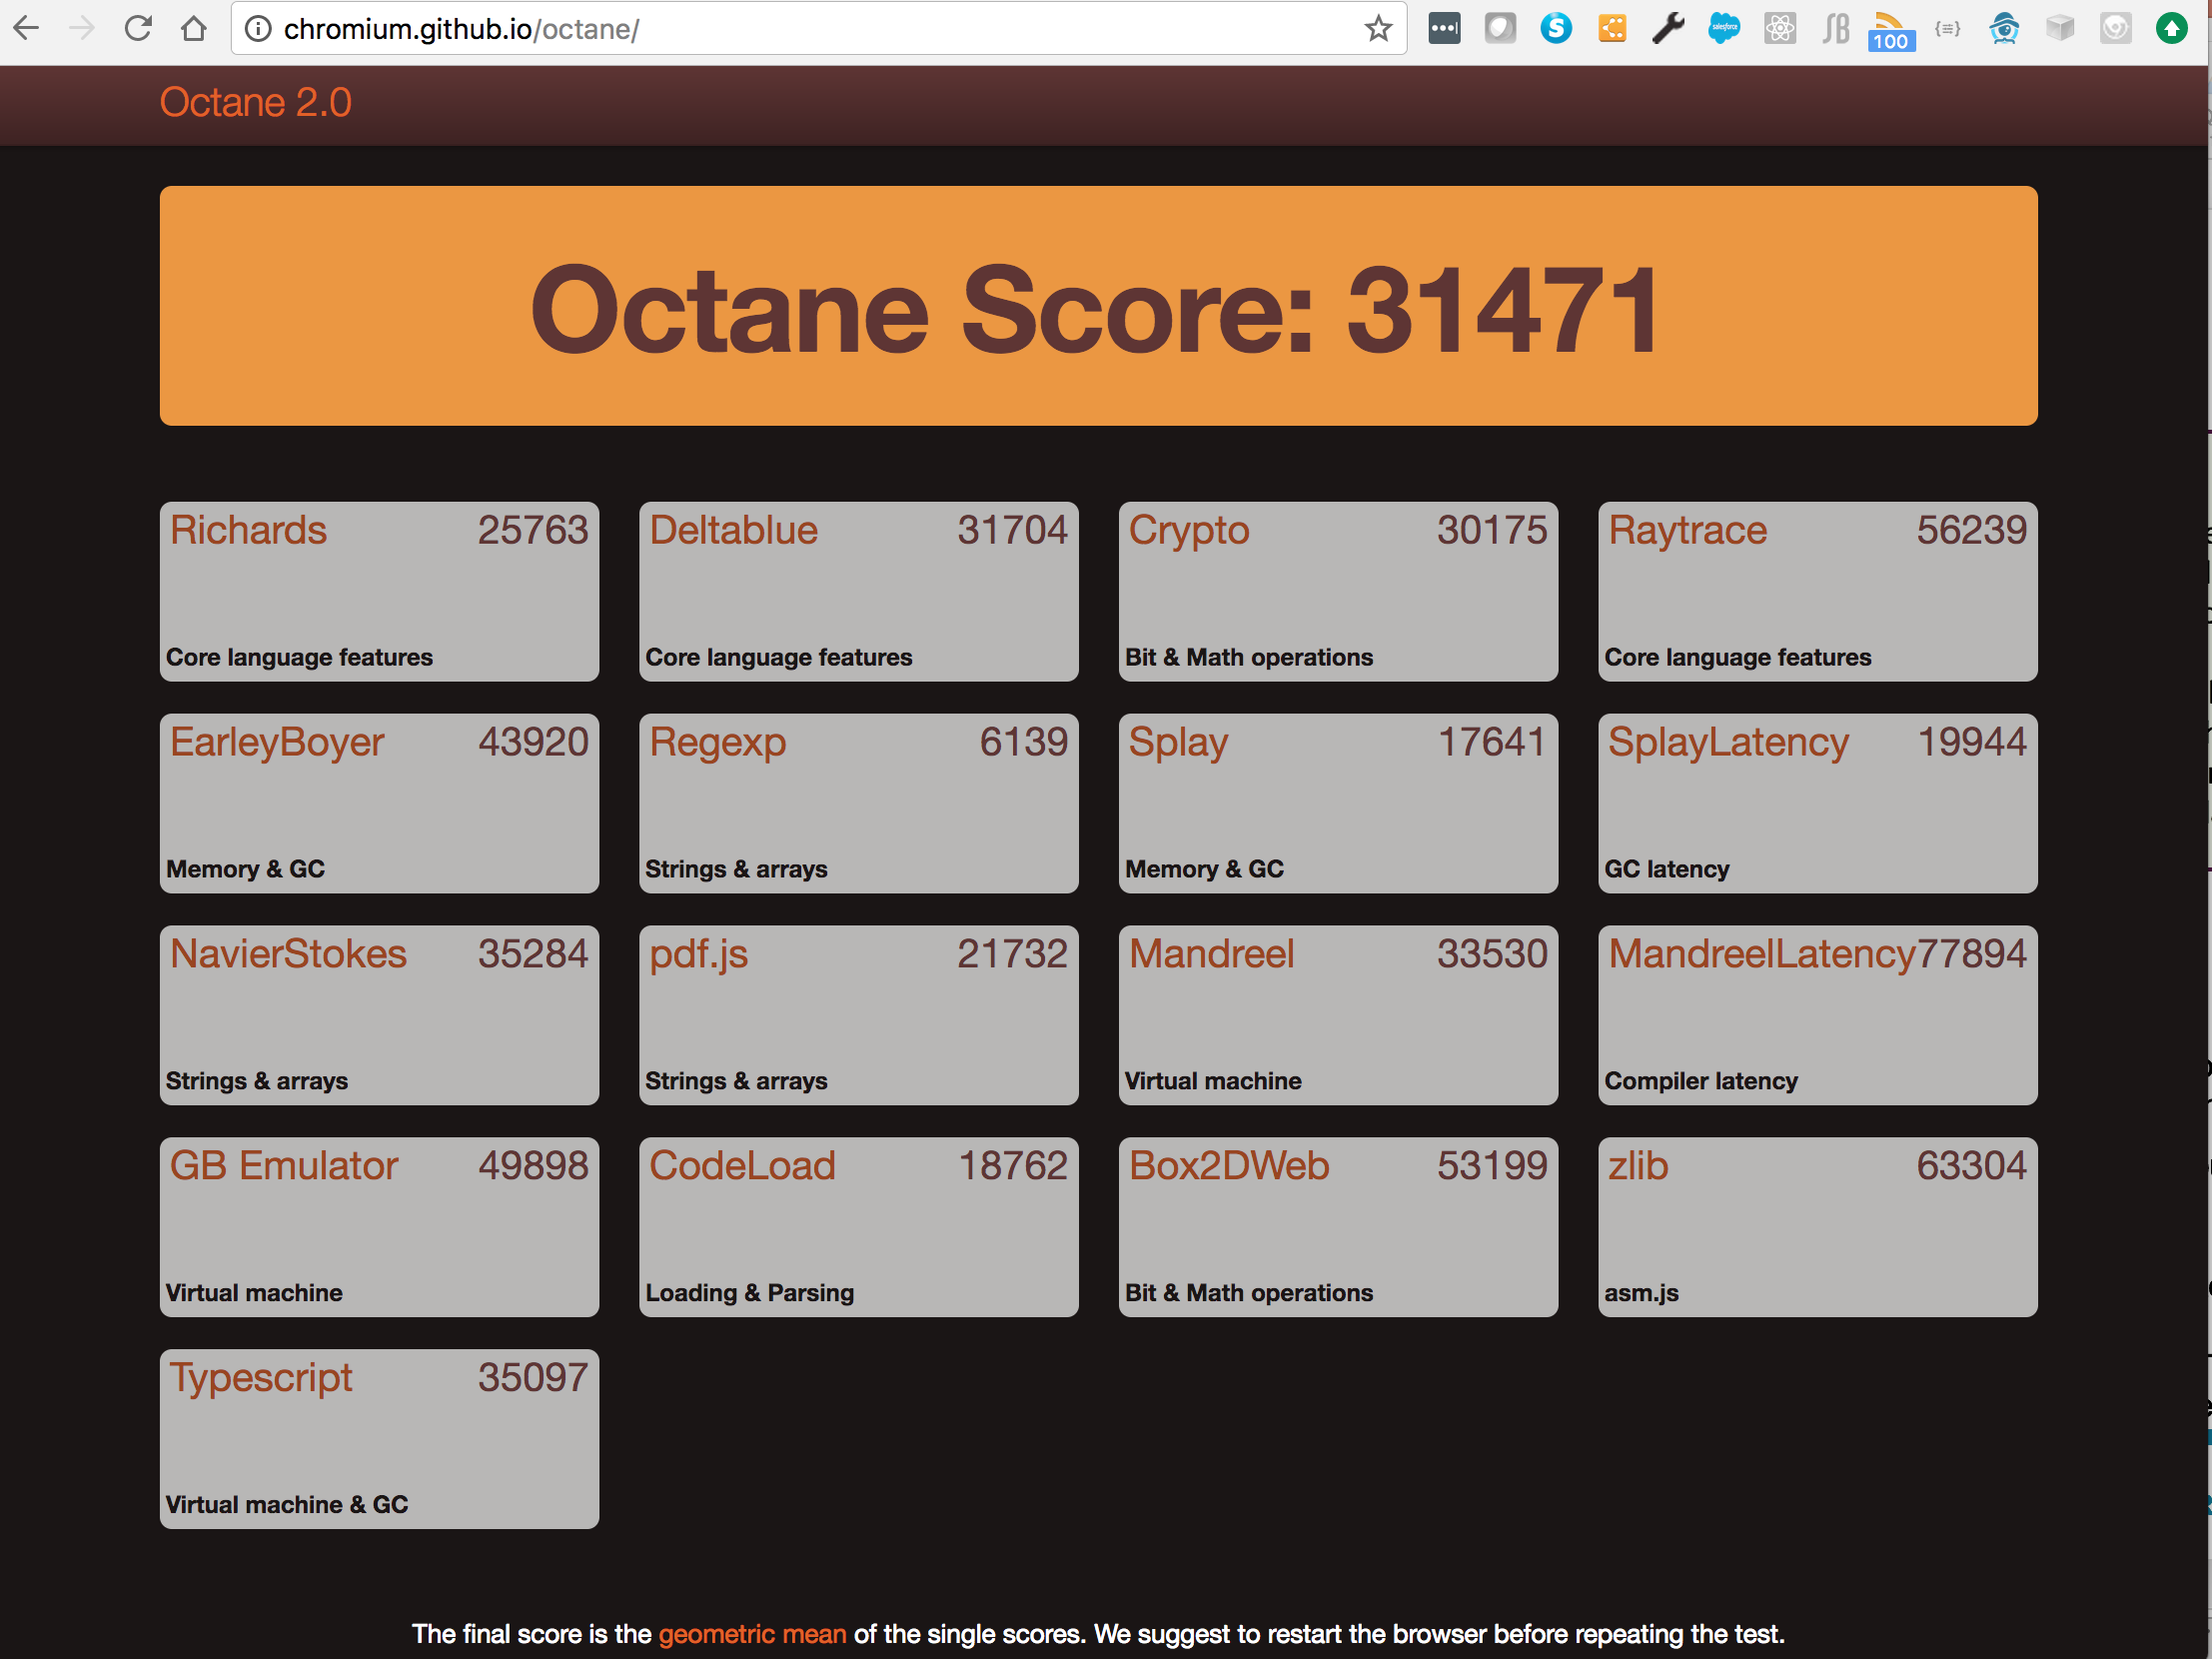 chromium.github.io/octane/
100
Octane 2.0
Octane Score: 31471
Richards 25763
Core language features
Deltablue 31704
Core language features
Crypto 30175
Bit & Math operations
Raytrace 56239
Core language features
EarleyBoyer 43920
Memory & GC
Regexp 6139
Strings & arrays
Splay 17641
Memory & GC
SplayLatency 19944
GC latency
NavierStokes 35284
Strings & arrays
pdf.js 21732
Strings & arrays
Mandreel 33530
Virtual machine
MandreelLatency 77894
Compiler latency
GB Emulator 49898
Virtual machine
CodeLoad 18762
Loading & Parsing
Box2DWeb 53199
Bit & Math operations
zlib 63304
asm.js
Typescript 35097
Virtual machine & GC
The final score is the geometric mean of the single scores. We suggest to restart the browser before repeating the test.